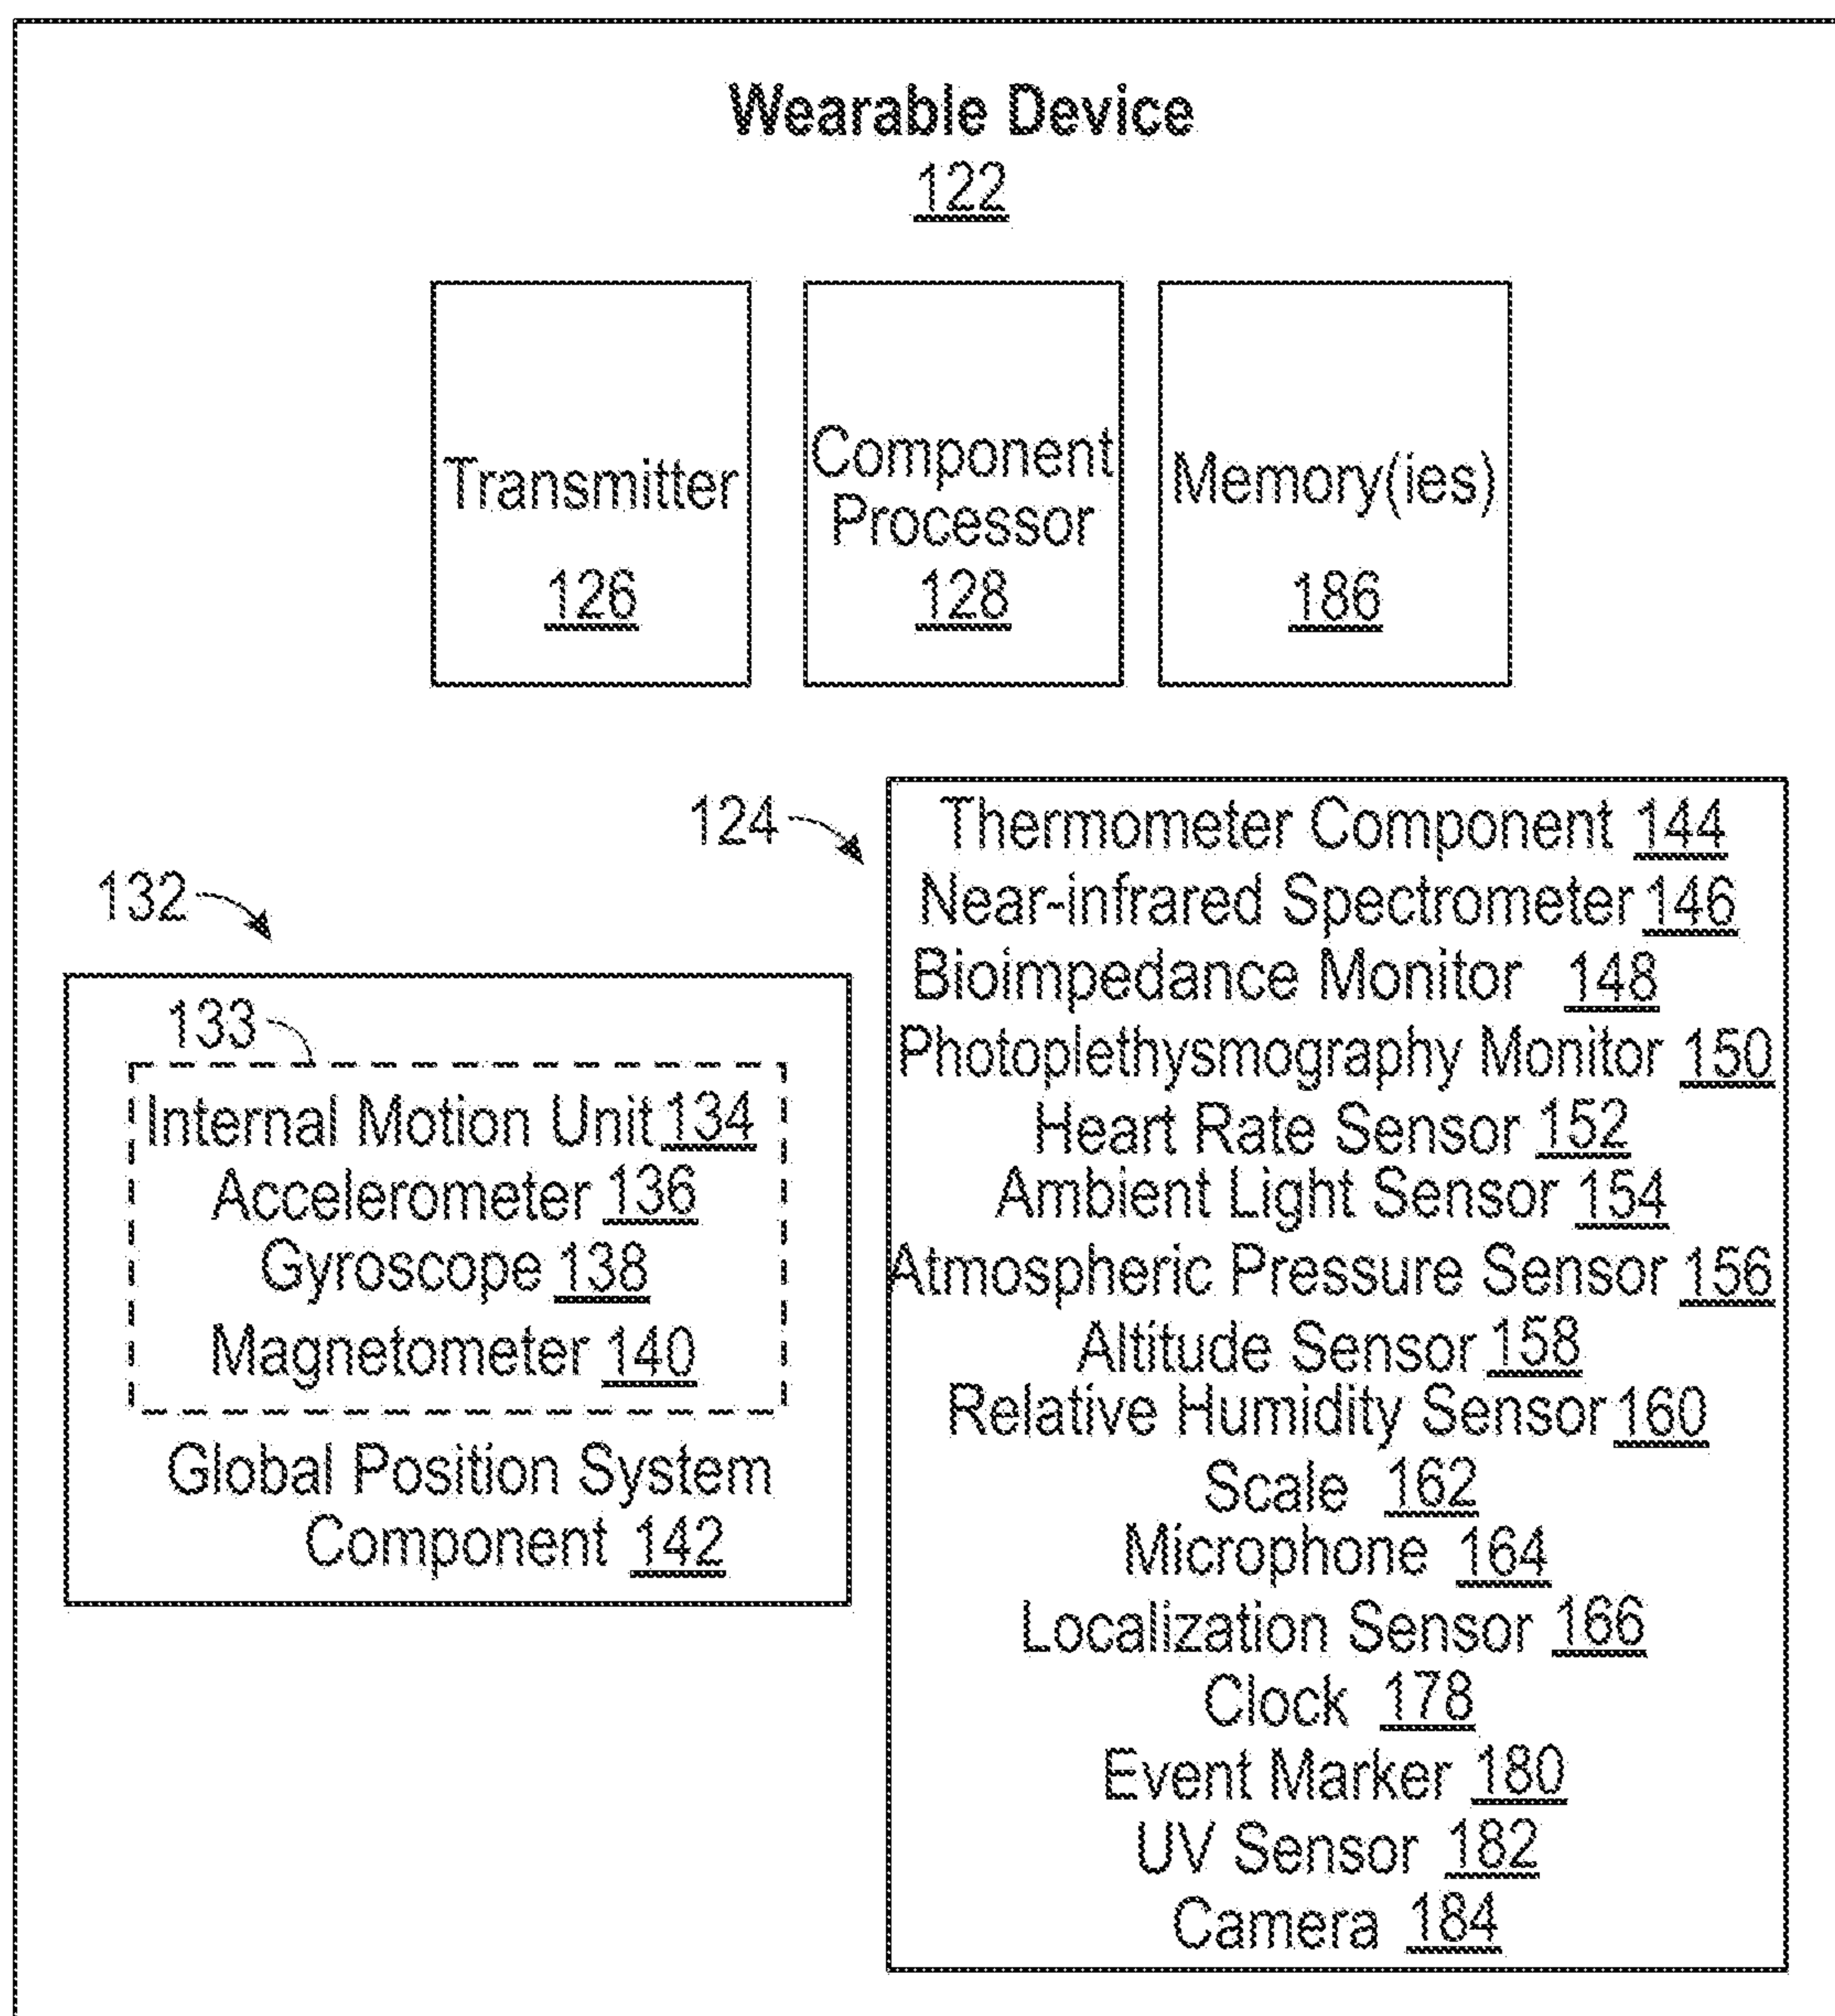 Wearable Device
122
Transmitter
126
Component
Processor
128
Memory(ies)
186
132
133
Internal Motion Unit 134
Accelerometer 136
Gyroscope 138
Magnetometer 140
Global Position System
Component 142
124
Thermometer Component 144
Near-infrared Spectrometer 146
Bioimpedance Monitor 148
Photoplethysmography Monitor 150
Heart Rate Sensor 152
Ambient Light Sensor 154
Atmospheric Pressure Sensor 156
Altitude Sensor 158
Relative Humidity Sensor 160
Scale 162
Microphone 164
Localization Sensor 166
Clock 178
Event Marker 180
UV Sensor 182
Camera 184